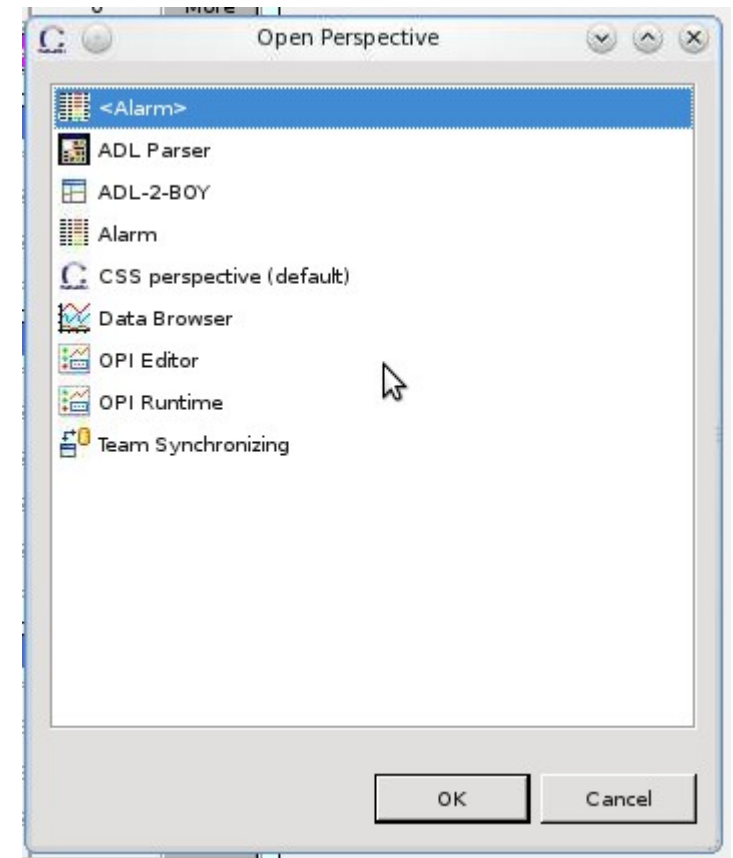 More
Open Perspective
<Alarm>
ADL Parser
ADL-2-BOY
Alarm
CSS perspective (default)
Data Browser
OPI Editor
OPI Runtime
Team Synchronizing
OK Cancel